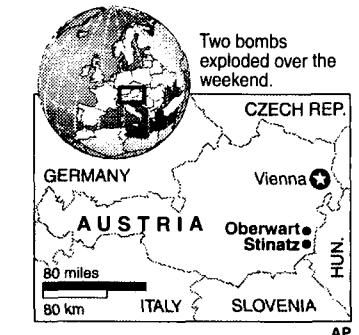 Two bombs
exploded over the
weekend.
CZECH REP.
GERMANY
Vienna
AUSTRIA
Oberwart
Stinatz
HUN.
80 miles
80 km
ITALY
SLOVENIA
AP